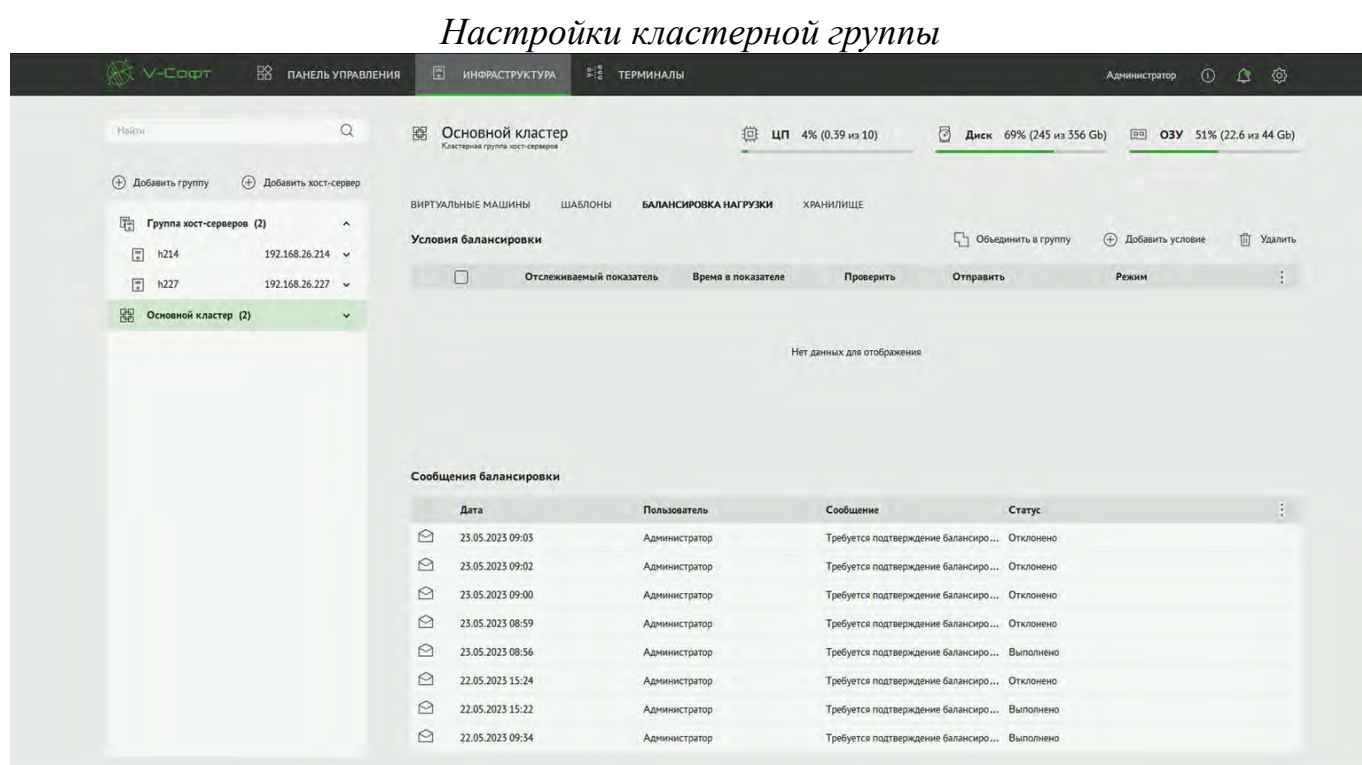 Настройки кластерной группы
V-Софт ПАНЕЛЬ УПРАВЛЕНИЯ ИНФРАСТРУКТУРА ТЕРМИНАЛЫ Администратор
Найти
Основной кластер
Кластерная группа хост-серверов
ЦП 4% (0.39 из 10) Диск 69% (245 из 356 Gb) ОЗУ 51% (22.6 из 44 Gb)
Добавить группу Добавить хост-сервер
Группа хост-серверов (2)
h214 192.168.26.214
h227 192.168.26.227
Основной кластер (2)
ВИРТУАЛЬНЫЕ МАШИНЫ ШАБЛОНЫ БАЛАНСИРОВКА НАГРУЗКИ ХРАНИЛИЩЕ
Условия балансировки Объединить в группу Добавить условие Удалить
Отслеживаемый показатель Время в показателе Проверить Отправить Режим
Нет данных для отображения
Сообщения балансировки
Дата Пользователь Сообщение Статус
23.05.2023 09:03 Администратор Требуется подтверждение балансиро... Отклонено
23.05.2023 09:02 Администратор Требуется подтверждение балансиро... Отклонено
23.05.2023 09:00 Администратор Требуется подтверждение балансиро... Отклонено
23.05.2023 08:59 Администратор Требуется подтверждение балансиро... Отклонено
23.05.2023 08:56 Администратор Требуется подтверждение балансиро... Выполнено
22.05.2023 15:24 Администратор Требуется подтверждение балансиро... Отклонено
22.05.2023 15:22 Администратор Требуется подтверждение балансиро... Выполнено
22.05.2023 09:34 Администратор Требуется подтверждение балансиро... Выполнено